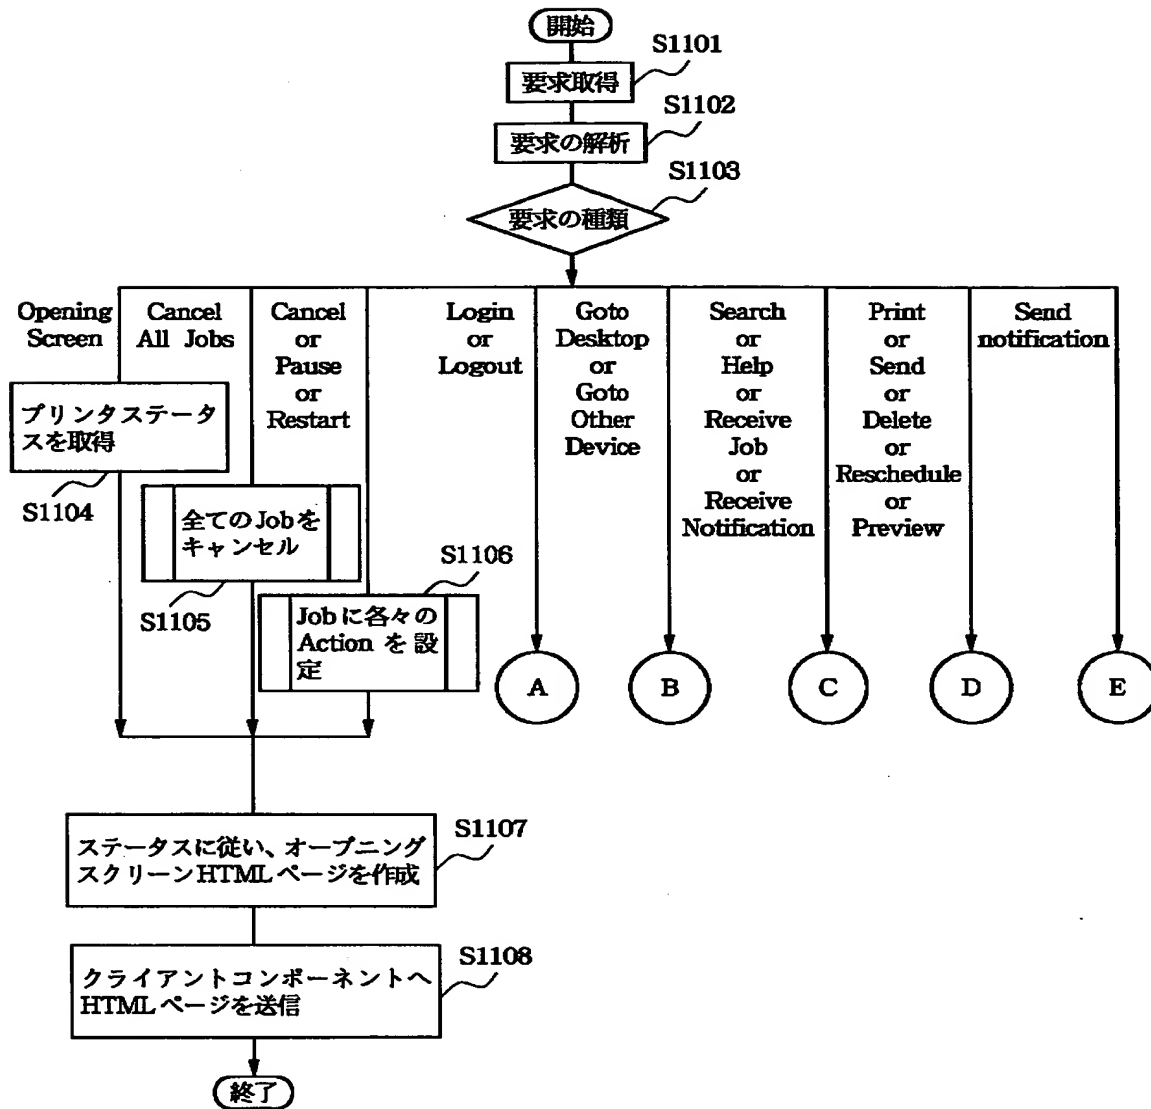 開始
S1101
要求取得
S1102
要求の解析
S1103
要求の種類
Opening
Screen
Cancel
All Jobs
Cancel
or
Pause
or
Restart
Login
or
Logout
Goto
Desktop
or
Goto
Other
Device
Search
or
Help
or
Receive
Job
or
Receive
Notification
Print
or
Send
or
Delete
or
Reschedule
or
Preview
Send
notification
プリンタステータ
スを取得
S1104
全てのJobを
キャンセル
S1105
S1106
Jobに各々の
Action を設
定
A
B
C
D
E
S1107
ステータスに従い、オープニング
スクリーンHTMLページを作成
S1108
クライアントコンポーネントへ
HTMLページを送信
終了